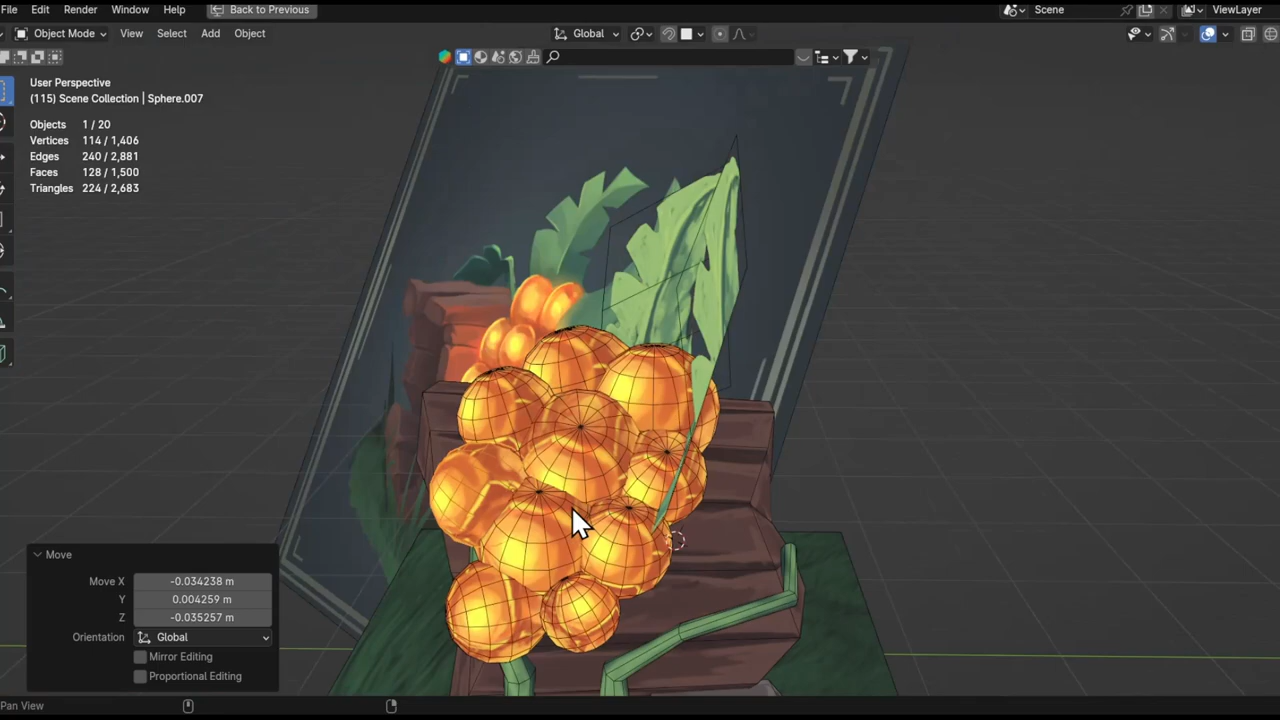 File Edit Render Window Help Back to Previous Scene ViewLayer
Object Mode View Select Add Object Global
User Perspective
(115) Scene Collection | Sphere.007
Objects 1 / 20
Vertices 114 / 1,406
Edges 240 / 2,881
Faces 128 / 1,500
Triangles 224 / 2,683
Move
Move X -0.034238 m
Y 0.004259 m
Z -0.035257 m
Orientation Global
Mirror Editing
Proportional Editing
Pan View